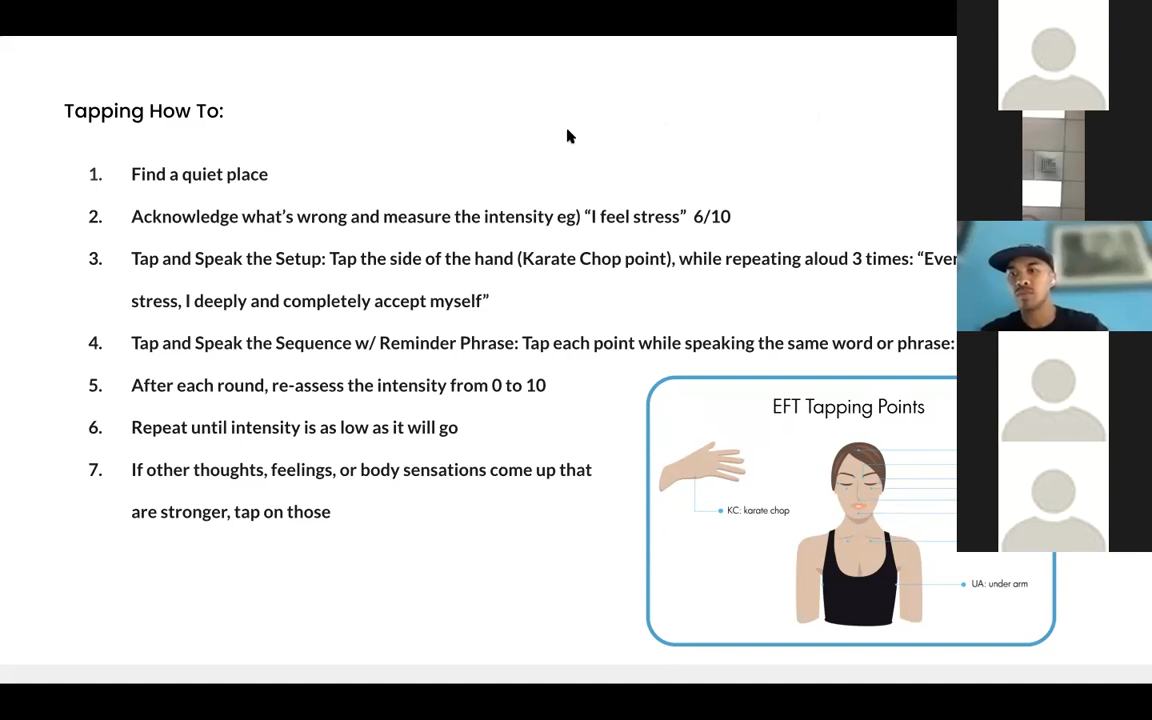 Tapping How To:
1. Find a quiet place
2. Acknowledge what’s wrong and measure the intensity eg) “I feel stress” 6/10
3. Tap and Speak the Setup: Tap the side of the hand (Karate Chop point), while repeating aloud 3 times: “Ever
stress, I deeply and completely accept myself”
4. Tap and Speak the Sequence w/ Reminder Phrase: Tap each point while speaking the same word or phrase:
5. After each round, re-assess the intensity from 0 to 10
6. Repeat until intensity is as low as it will go
7. If other thoughts, feelings, or body sensations come up that
are stronger, tap on those
EFT Tapping Points
KC: karate chop
UA: under arm